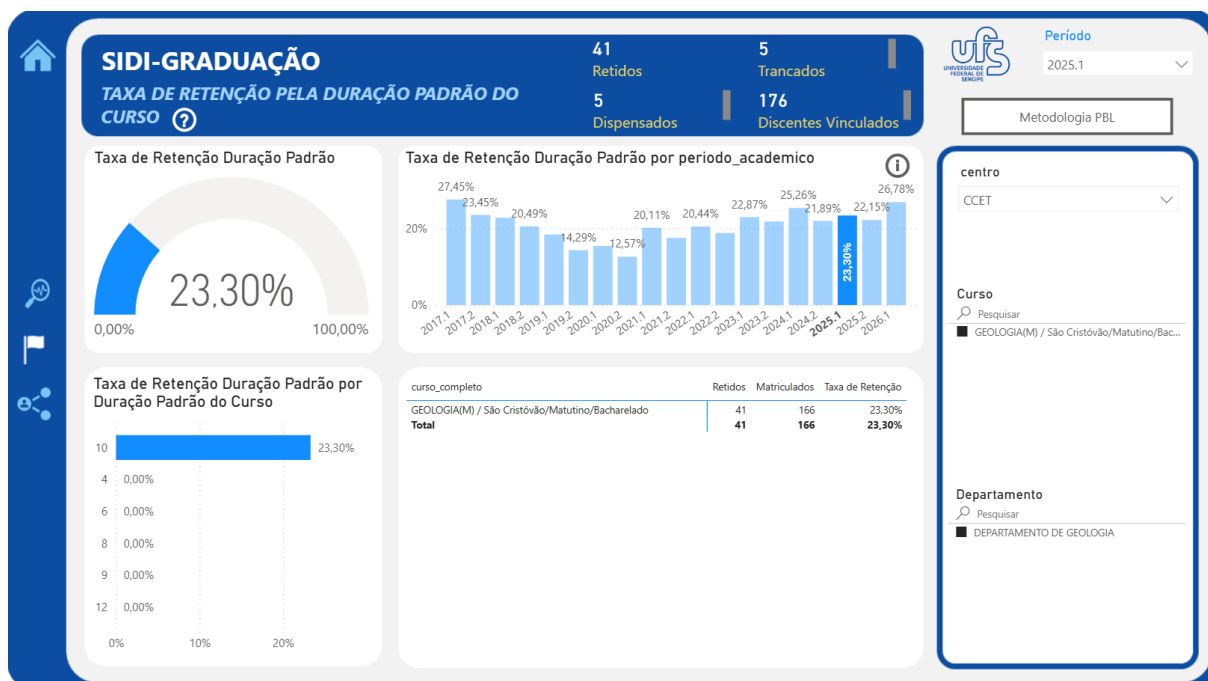 SIDI-GRADUAÇÃO
TAXA DE RETENÇÃO PELA DURAÇÃO PADRÃO DO
CURSO ?
41
Retidos
5
Trancados
5
Dispensados
176
Discentes Vinculados
UFS
UNIVERSIDADE
FEDERAL DE
SERGIPE
Período
2025.1
Metodologia PBL
Taxa de Retenção Duração Padrão
23,30%
0,00%
100,00%
Taxa de Retenção Duração Padrão por periodo_academico
27,45%
23,45%
20,49%
14,29%
12,57%
20,11%
20,44%
22,87%
25,26%
21,89%
23,30%
22,15%
26,78%
20%
0%
2017.1
2017.2
2018.1
2018.2
2019.1
2019.2
2020.1
2020.2
2021.1
2021.2
2022.1
2022.2
2023.1
2023.2
2024.1
2024.2
2025.1
2025.2
2026.1
centro
CCET
Curso
Pesquisar
GEOLOGIA(M) / São Cristóvão/Matutino/Bac...
Departamento
Pesquisar
DEPARTAMENTO DE GEOLOGIA
Taxa de Retenção Duração Padrão por
Duração Padrão do Curso
10 23,30%
4 0,00%
6 0,00%
8 0,00%
9 0,00%
12 0,00%
0% 10% 20%
curso_completo Retidos Matriculados Taxa de Retenção
GEOLOGIA(M) / São Cristóvão/Matutino/Bacharelado 41 166 23,30%
Total 41 166 23,30%